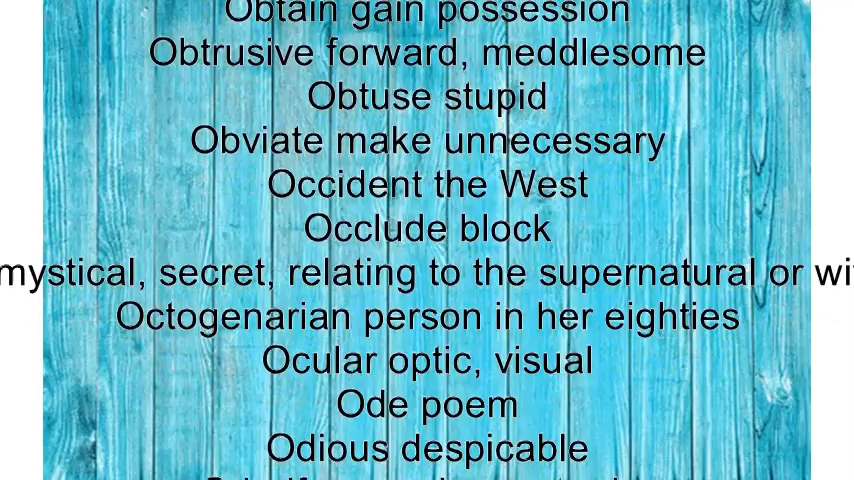 Obtain gain possession
Obtrusive forward, meddlesome
Obtuse stupid
Obviate make unnecessary
Occident the West
Occlude block
mystical, secret, relating to the supernatural or
Octogenarian person in her eighties
Ocular optic, visual
Ode poem
Odious despicable